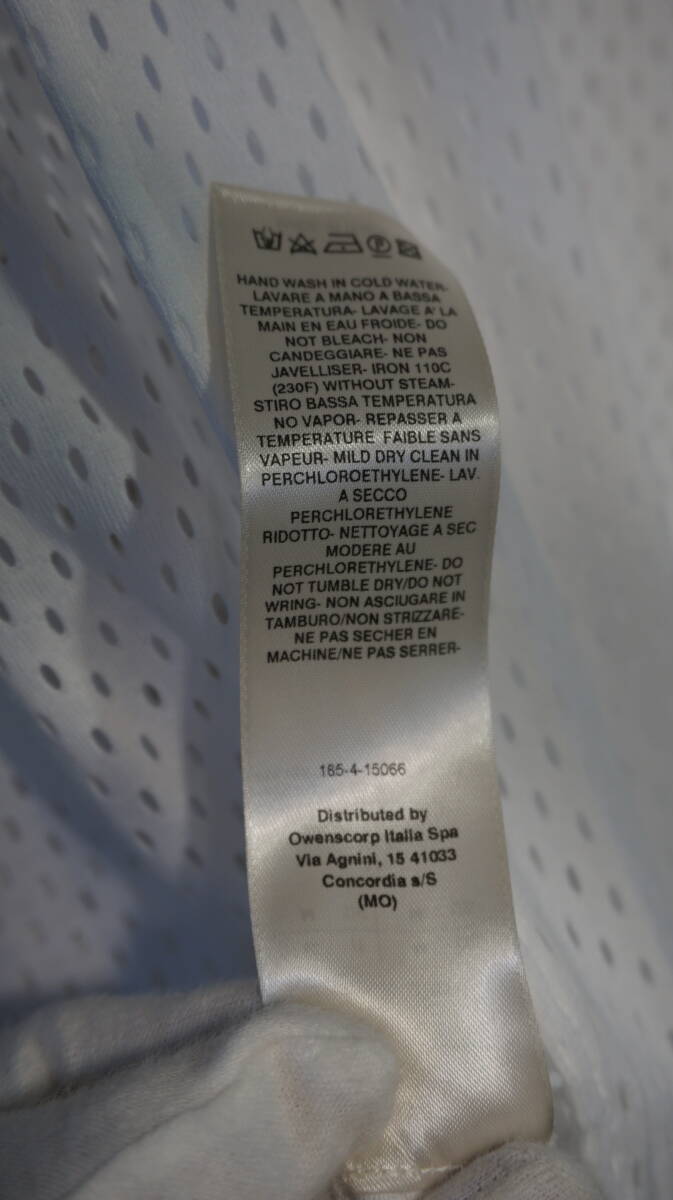 HAND WASH IN COLD WATER-
LAVARE A MANO A BASSA
TEMPERATURA- LAVAGE A' LA
MAIN EN EAU FROIDE- DO
NOT BLEACH- NON
CANDEGGIARE- NE PAS
JAVELLISER- IRON 110C
(230F) WITHOUT STEAM-
STIRO BASSA TEMPERATURA
NO VAPOR- REPASSER A
TEMPERATURE FAIBLE SANS
VAPEUR- MILD DRY CLEAN IN
PERCHLOROETHYLENE- LAV.
A SECCO
PERCHLORETHYLENE
RIDOTTO- NETTOYAGE A SEC
MODERE AU
PERCHLORETHYLENE- DO
NOT TUMBLE DRY/DO NOT
WRING- NON ASCIUGARE IN
TAMBURO/NON STRIZZARE-
NE PAS SECHER EN
MACHINE/NE PAS SERRER-
185-4-15066
Distributed by
Owenscorp Italia Spa
Via Agnini, 15 41033
Concordia s/S
(MO)